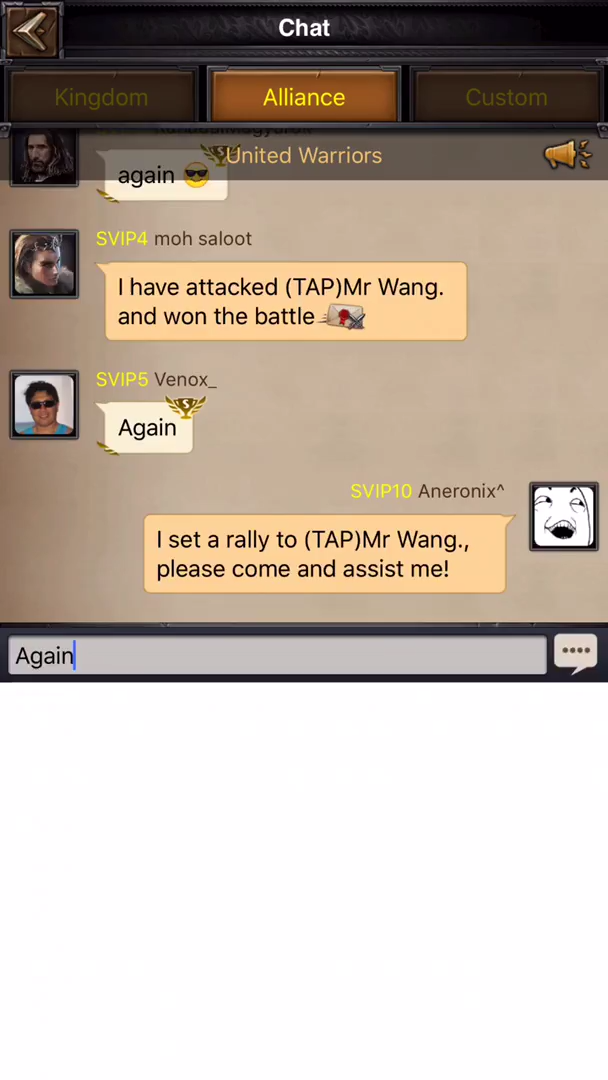 Chat
Kingdom
Alliance
Custom
United Warriors
again
SVIP4 moh saloot
I have attacked (TAP)Mr Wang.
and won the battle
SVIP5 Venox_
Again
SVIP10 Aneronix^
I set a rally to (TAP)Mr Wang.,
please come and assist me!
Again